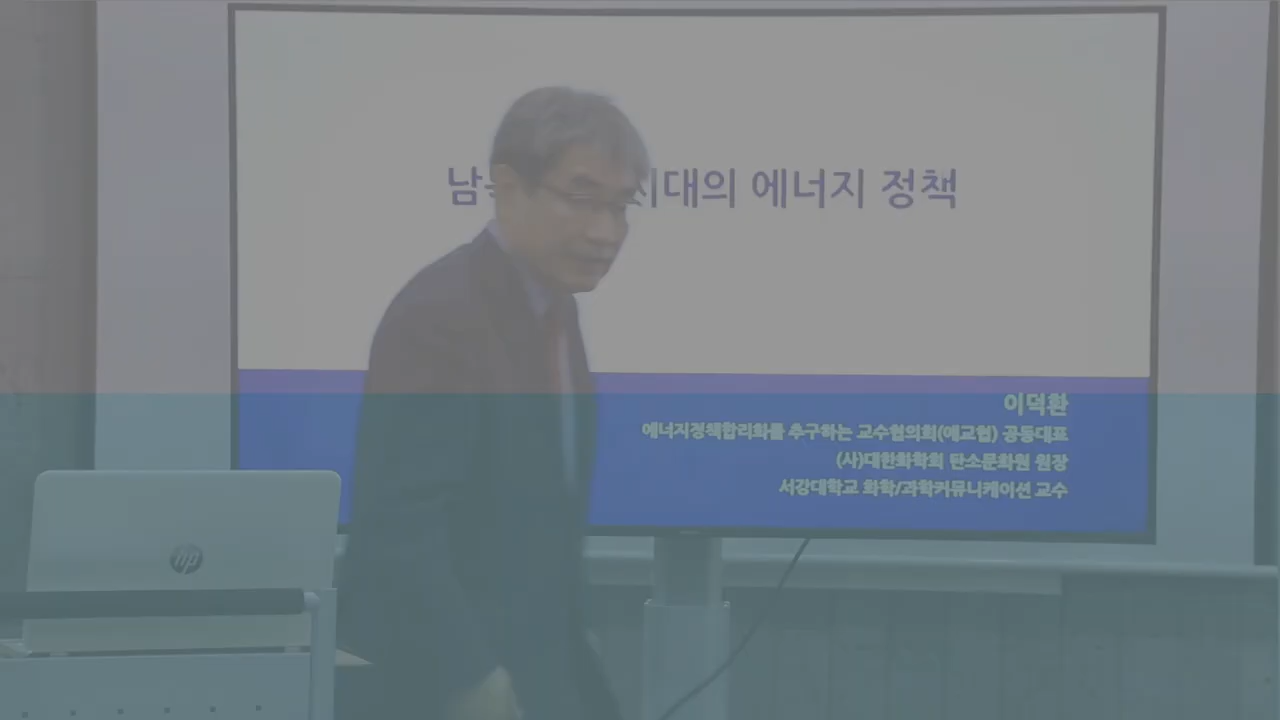 남 시대의 에너지 정책
이덕환
에너지정책합리화를 추구하는 교수협의회(에교협) 공동대표
(사)대한화학회 탄소문화원 원장
서강대학교 화학/과학커뮤니케이션 교수
hp